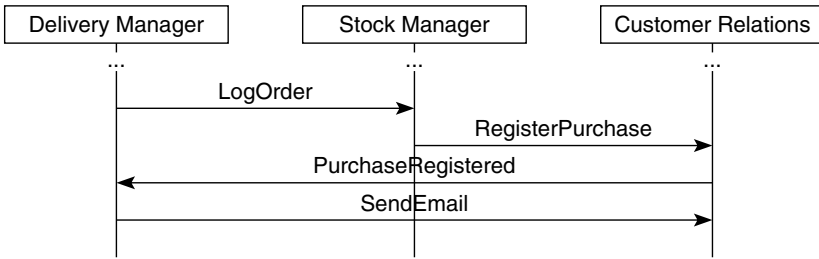 Delivery Manager
Stock Manager
Customer Relations
...
...
...
LogOrder
RegisterPurchase
PurchaseRegistered
SendEmail